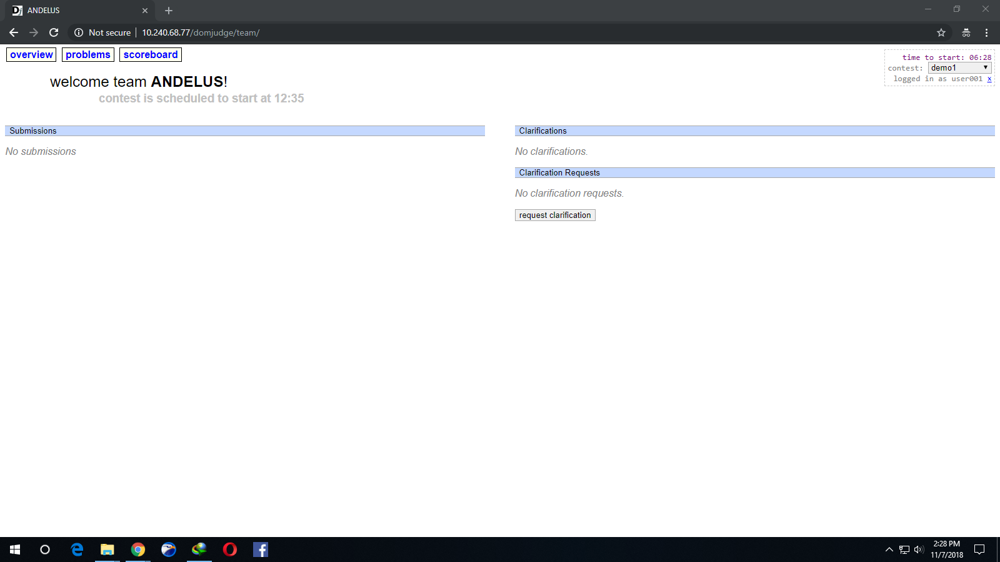 ANDELUS
Not secure
10.240.68.77/domjudge/team/
overview problems scoreboard
time to start: 06:28
contest: demo1
logged in as user001 x
welcome team ANDELUS!
contest is scheduled to start at 12:35
Submissions
No submissions
Clarifications
No clarifications.
Clarification Requests
No clarification requests.
request clarification
2:28 PM
11/7/2018